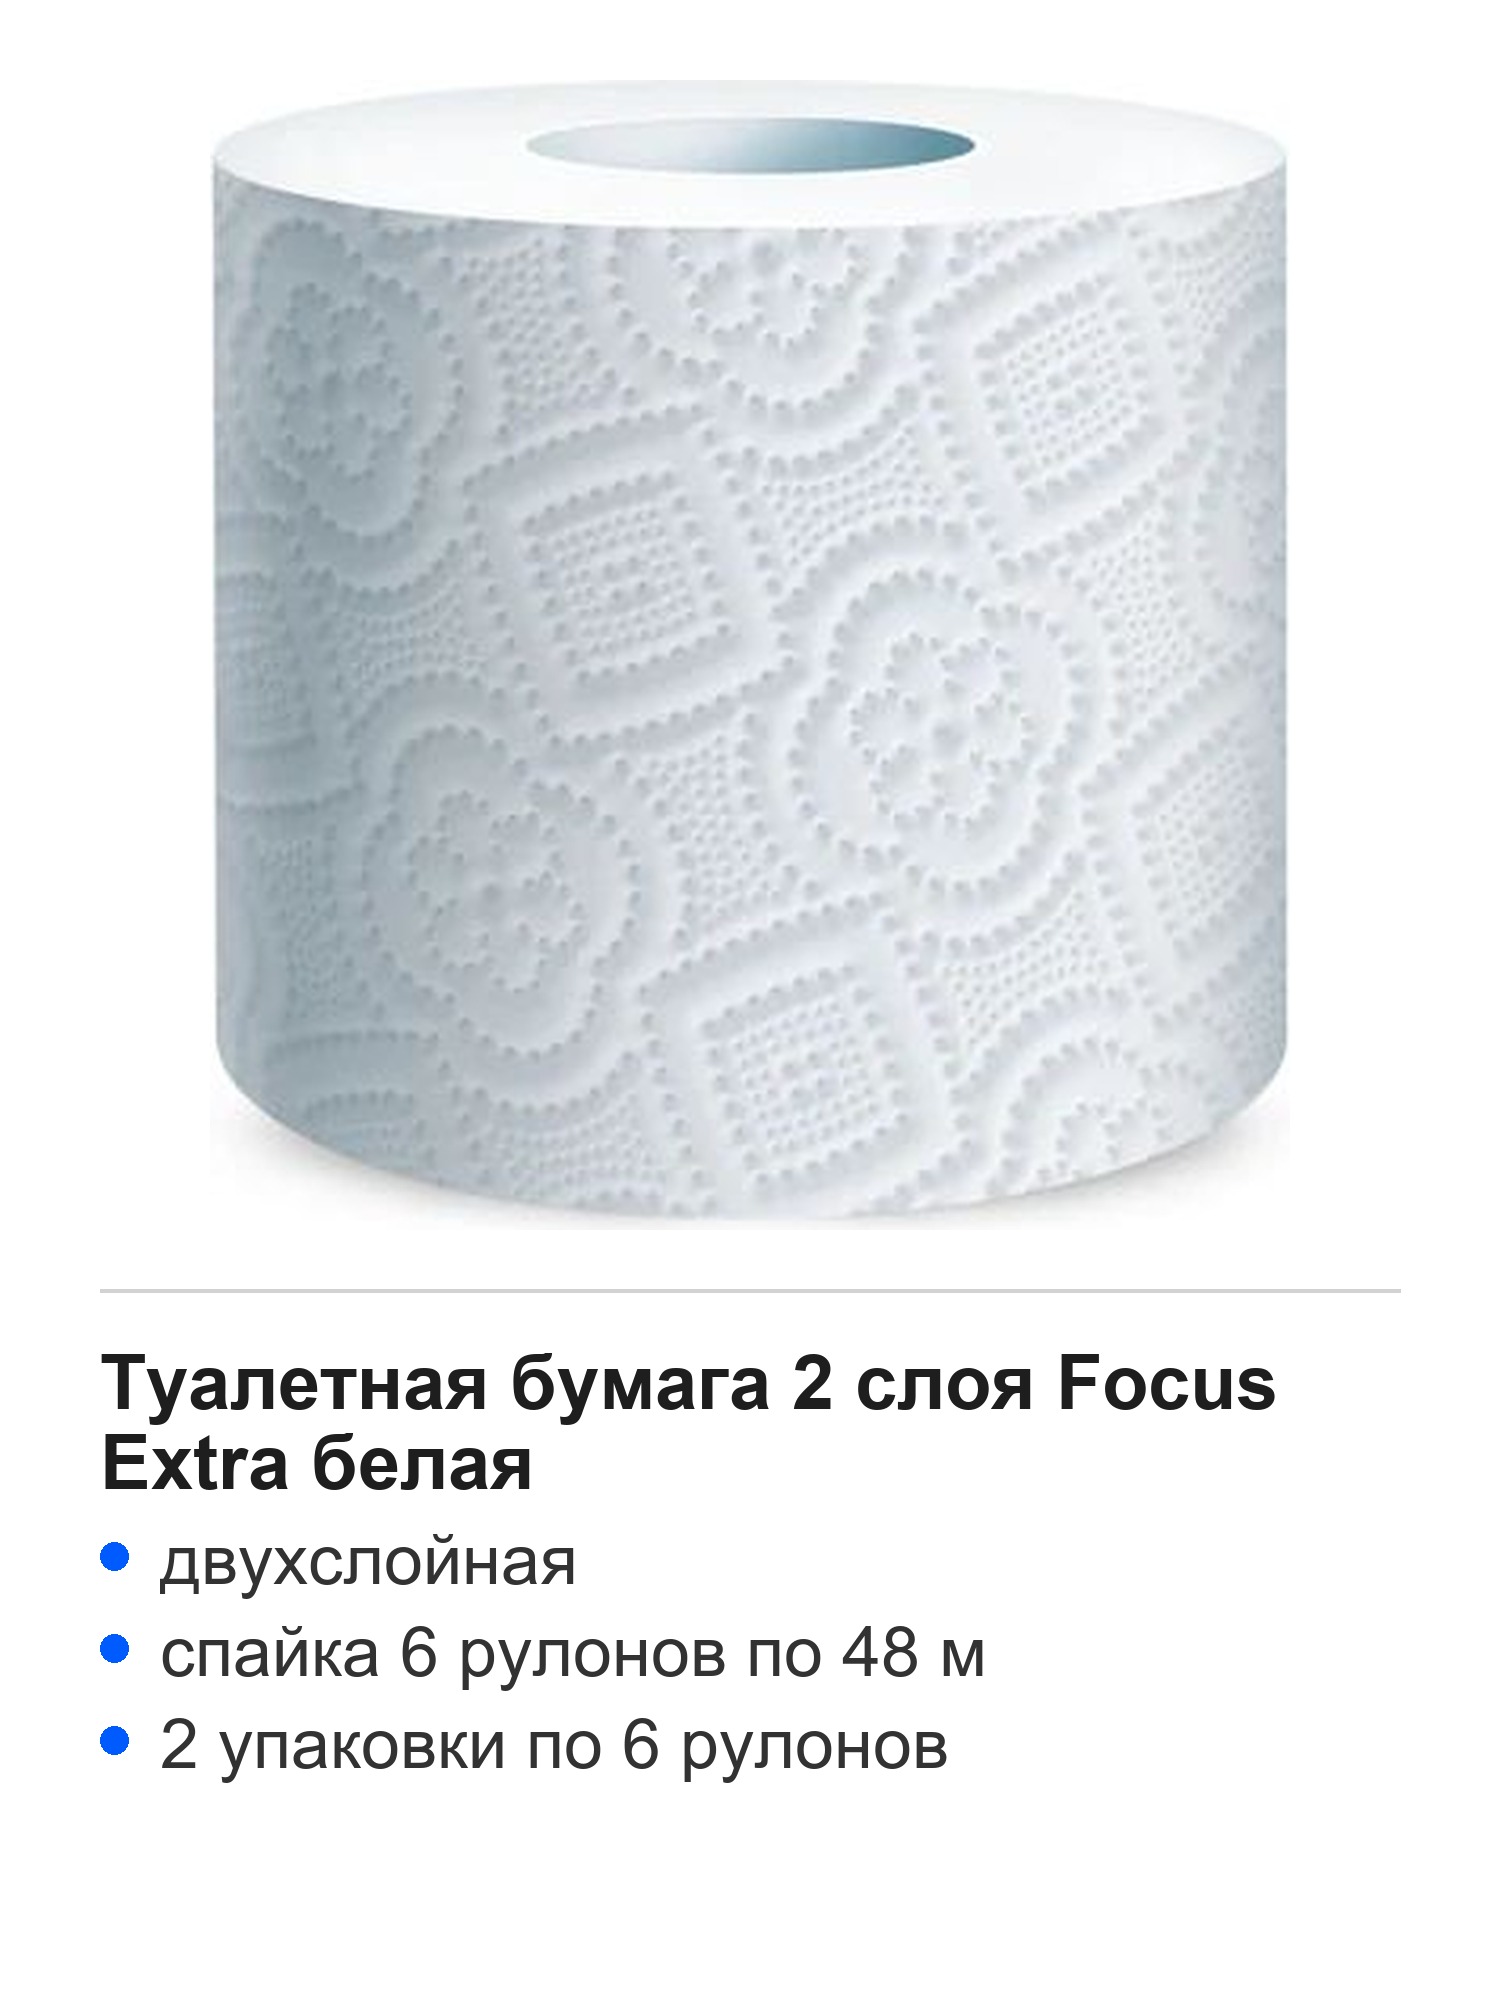 Туалетная бумага 2 слоя Focus
Extra белая
двухслойная
спайка 6 рулонов по 48 м
2 упаковки по 6 рулонов